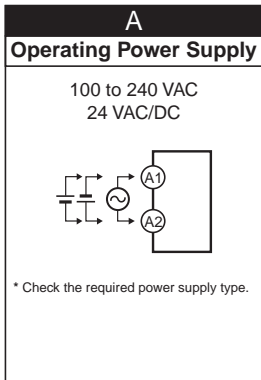 A
Operating Power Supply
100 to 240 VAC
24 VAC/DC
A1
A2
* Check the required power supply type.